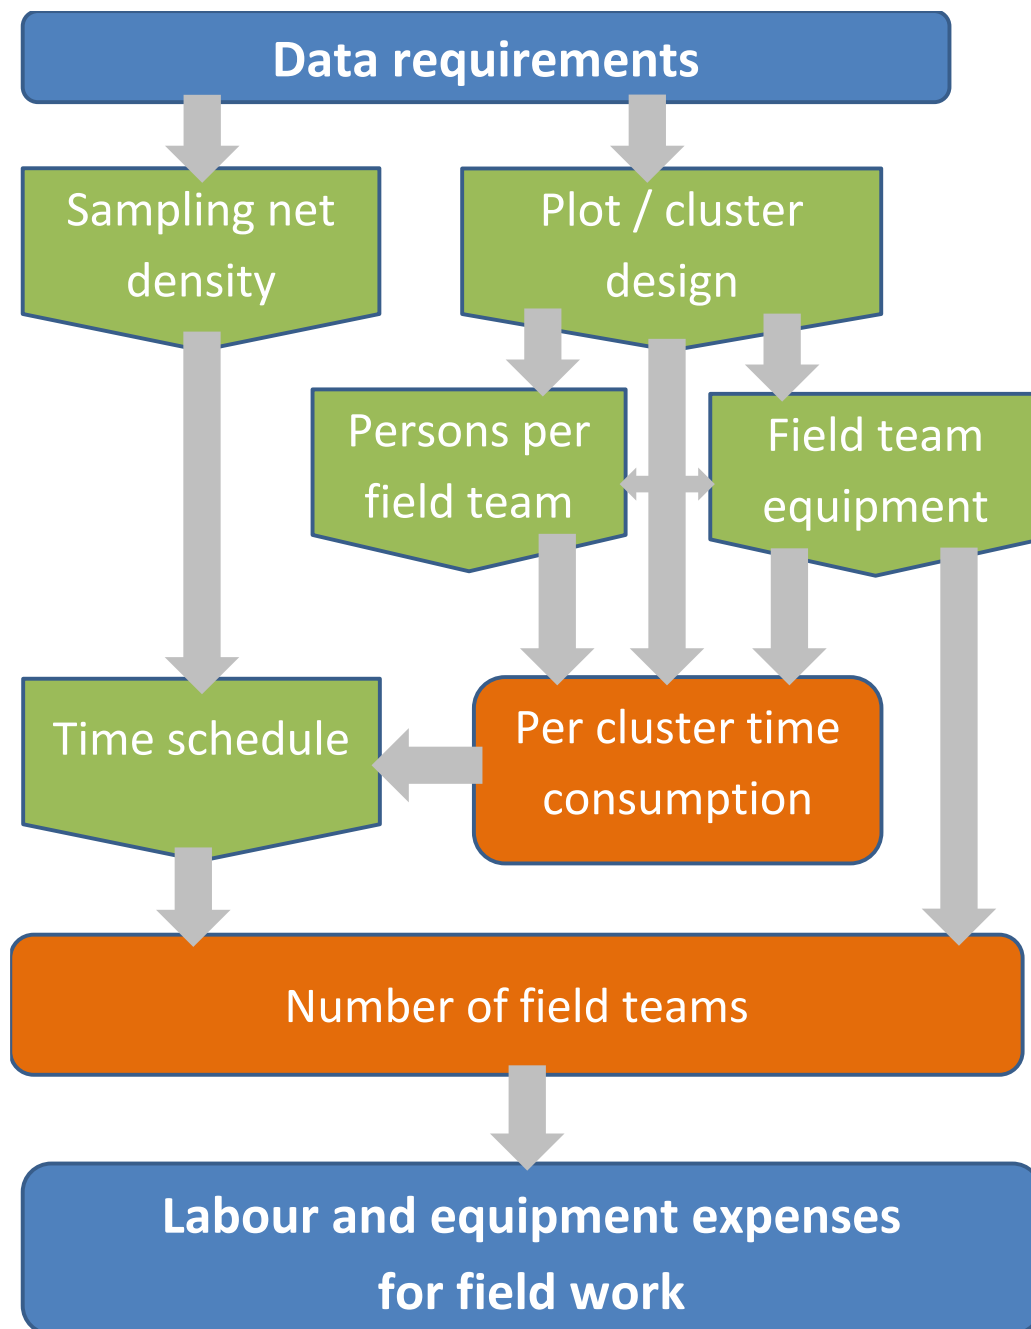 Data requirements
Sampling net
density
Plot / cluster
design
Persons per
field team
Field team
equipment
Time schedule
Per cluster time
consumption
Number of field teams
Labour and equipment expenses
for field work